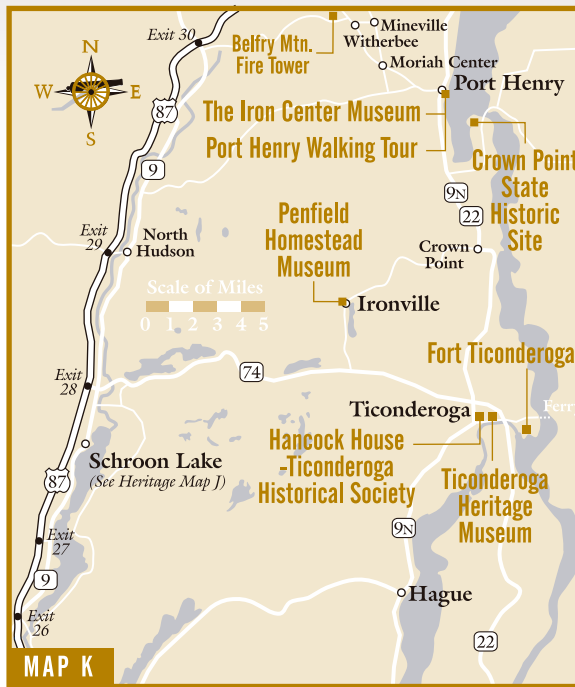 Exit 30
Belfry Mtn.
Fire Tower
Mineville
Witherbee
Moriah Center
Port Henry
N
W
E
S
87
9
The Iron Center Museum
Port Henry Walking Tour
Crown Point
State
Historic
Site
9N
22
Exit
29
North
Hudson
Penfield
Homestead
Museum
Crown
Point
Scale of Miles
0 1 2 3 4 5
Ironville
Fort Ticonderoga
Exit
28
74
Ticonderoga
Ferr
Schroon Lake
(See Heritage Map J)
Hancock House
-Ticonderoga
Historical Society
Ticonderoga
Heritage
Museum
87
9N
Exit
27
9
Hague
Exit
26
22
MAP K